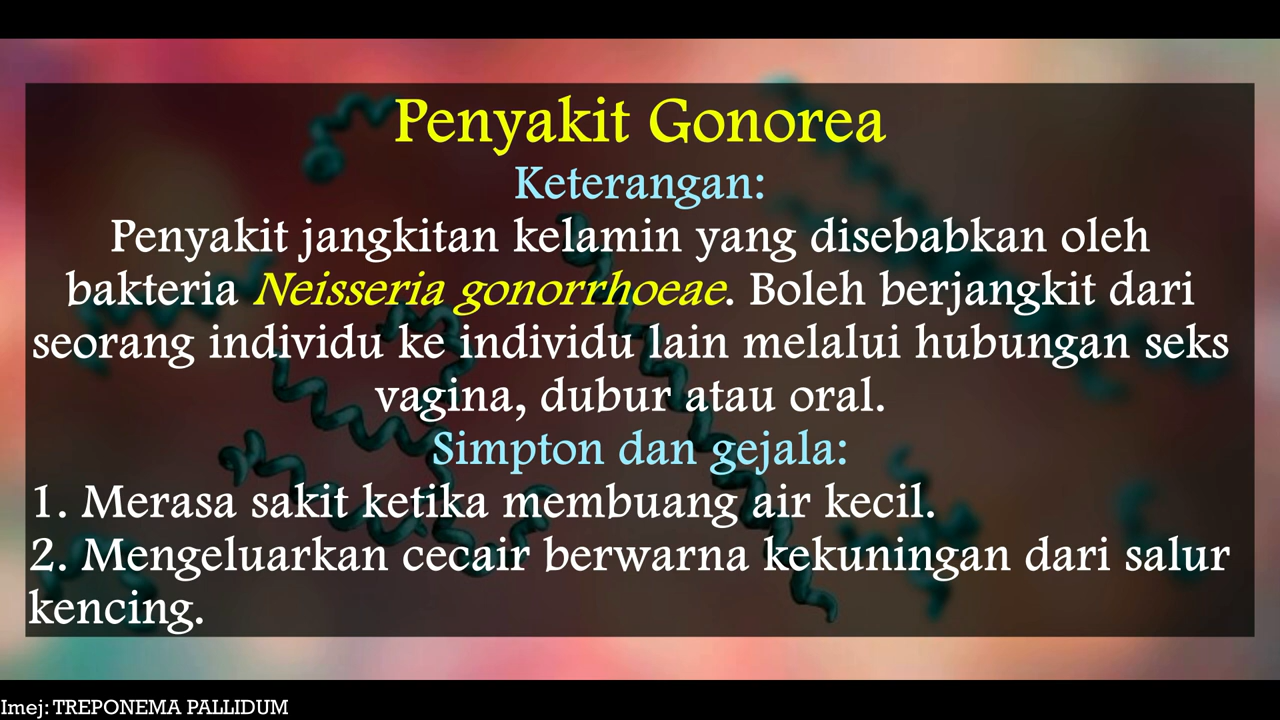 Penyakit Gonorea
Keterangan:
Penyakit jangkitan kelamin yang disebabkan oleh
bakteria Neisseria gonorrhoeae. Boleh berjangkit dari
seorang individu ke individu lain melalui hubungan seks
vagina, dubur atau oral.
Simpton dan gejala:
1. Merasa sakit ketika membuang air kecil.
2. Mengeluarkan cecair berwarna kekuningan dari salur
kencing.
Imej: TREPONEMA PALLIDUM